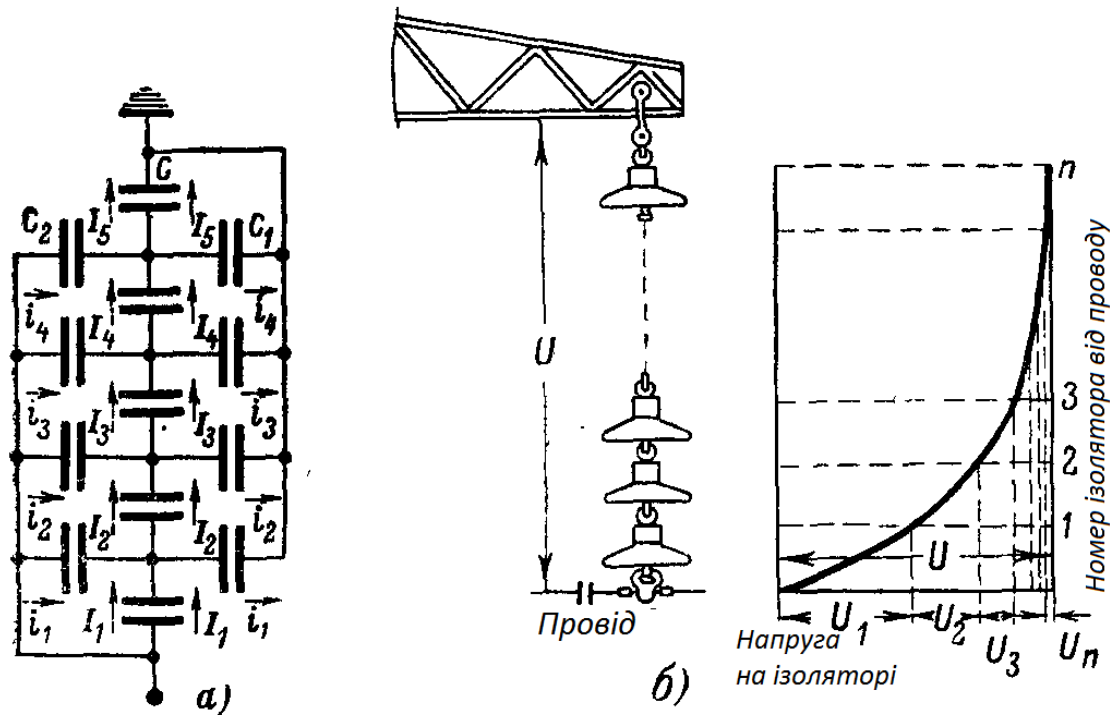 C
C₂ I₅ I₅ C₁
i₄ I₄ I₄ i₄
i₃ I₃ I₃ i₃
i₂ I₂ I₂ i₂
i₁ I₁ I₁ i₁
а)
U
Провід
б)
n
3
2
1
U
U₁ U₂ U₃ Uₙ
Напруга
на ізоляторі
Номер ізолятора від проводу